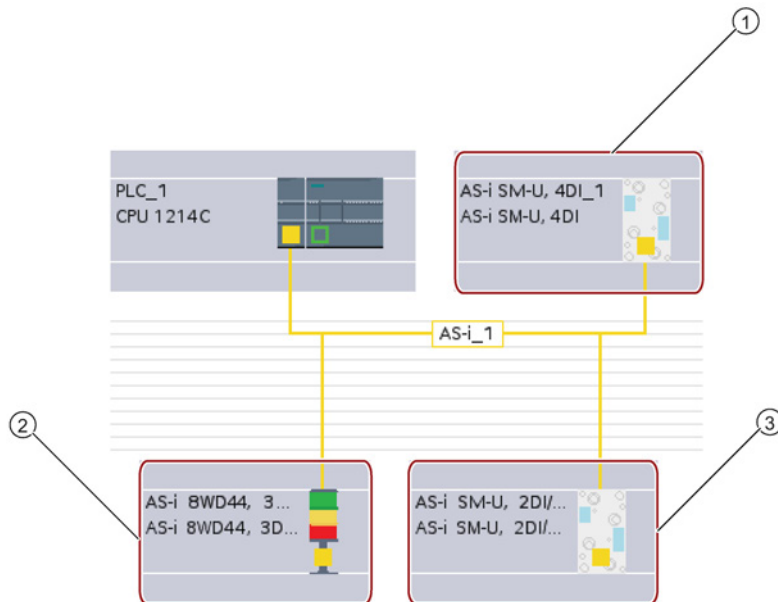 ①
PLC_1
CPU 1214C
AS-i SM-U, 4DI_1
AS-i SM-U, 4DI
AS-i_1
②
③
AS-i 8WD44, 3...
AS-i 8WD44, 3D...
AS-i SM-U, 2DI/...
AS-i SM-U, 2DI/...